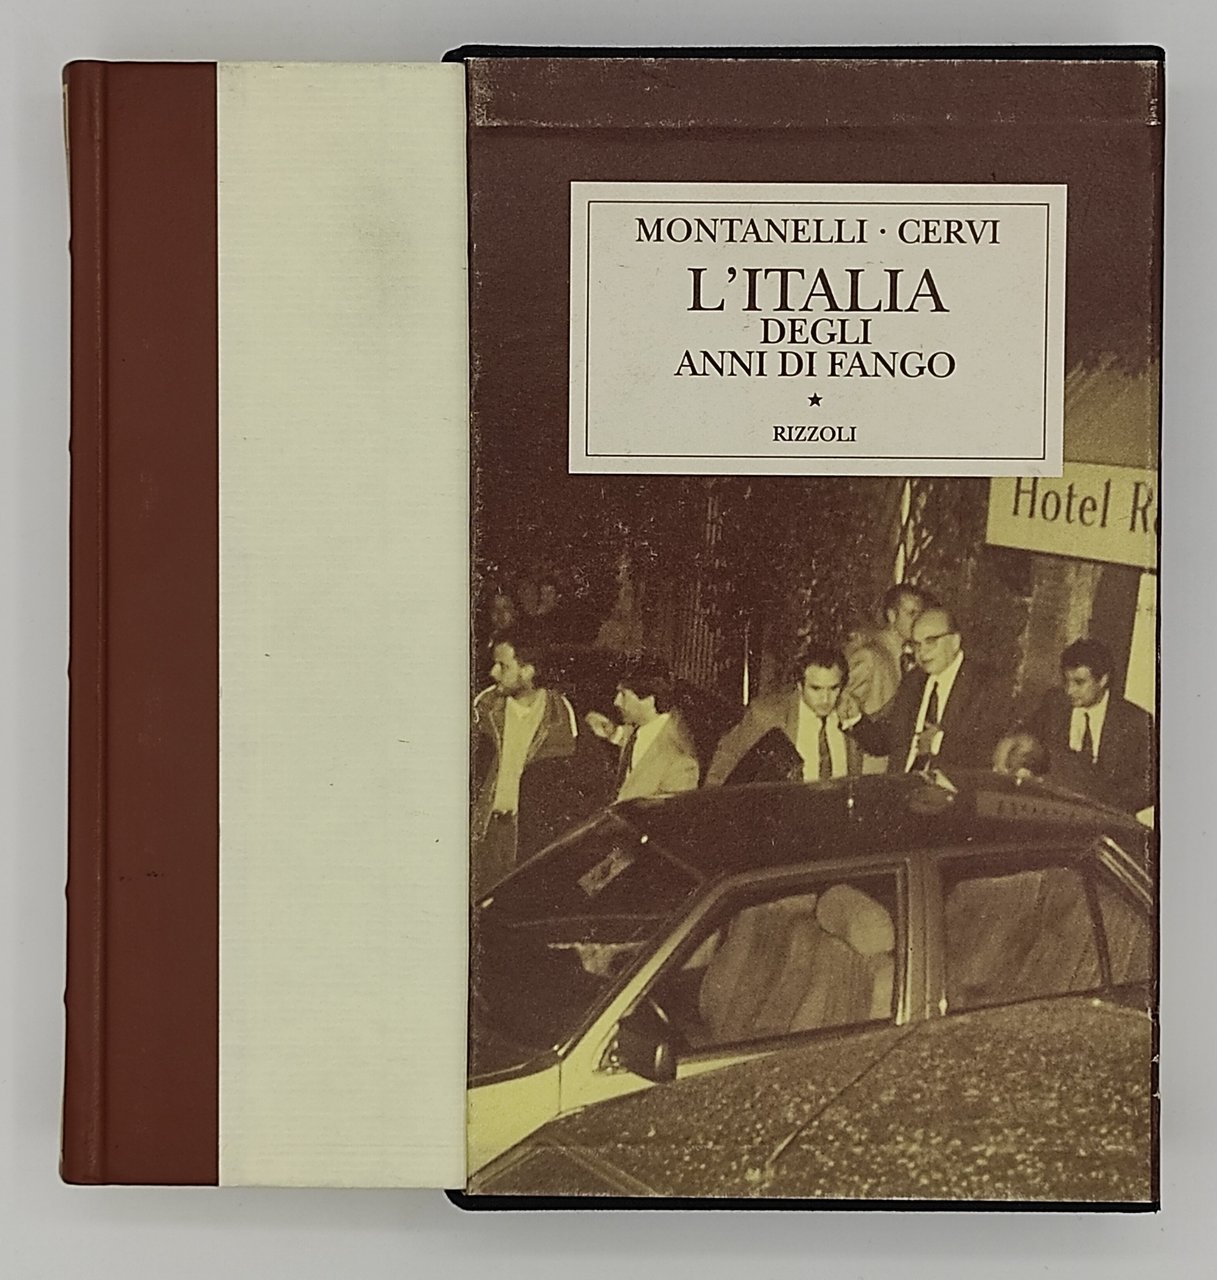 MONTANELLI · CERVI
L'ITALIA
DEGLI
ANNI DI FANGO
★
RIZZOLI
Hotel